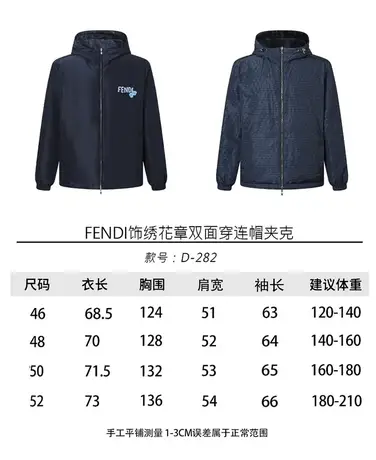 FENDI
FENDI饰绣花章双面穿连帽夹克
款号：D-282
尺码 衣长 胸围 肩宽 袖长 建议体重
46 68.5 124 51 63 120-140
48 70 128 52 64 140-160
50 71.5 132 53 65 160-180
52 73 136 54 66 180-210
手工平铺测量 1-3CM误差属于正常范围